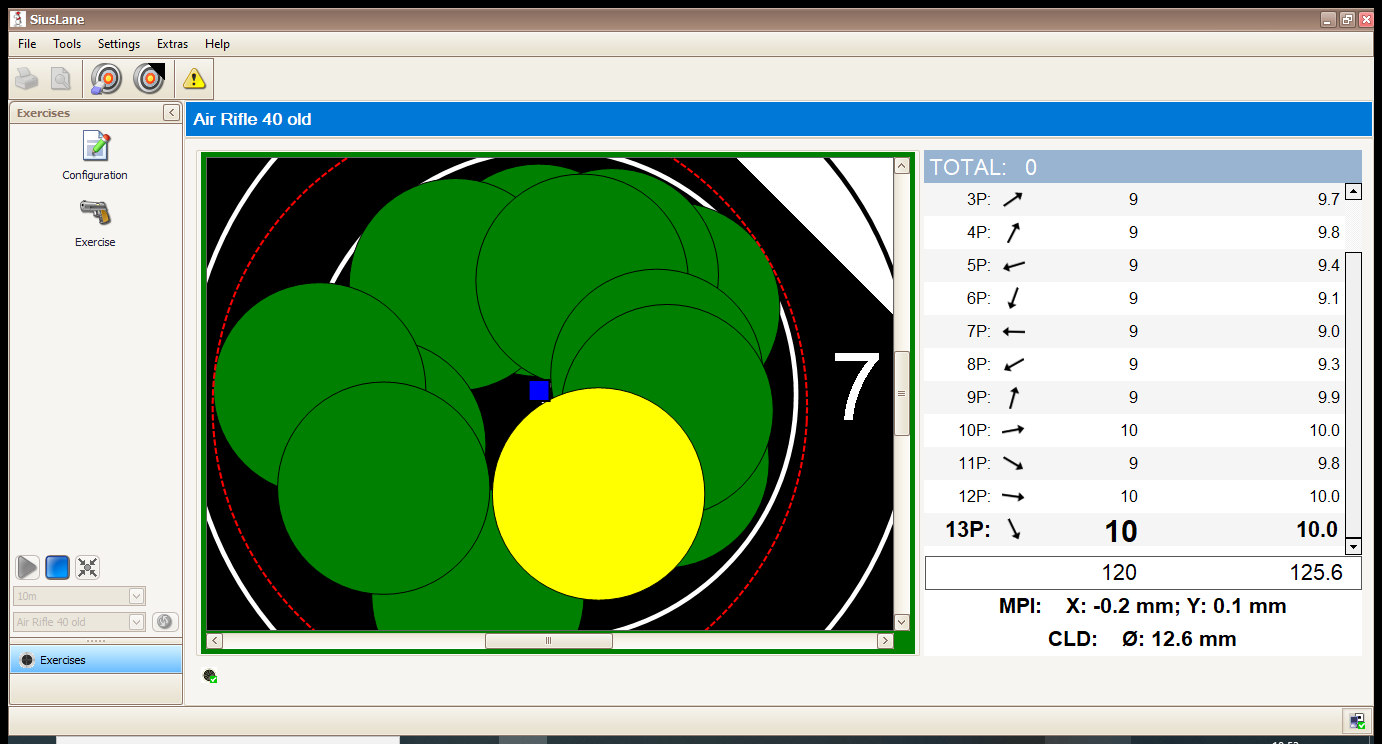 SiusLane
File Tools Settings Extras Help
Exercises
Configuration
Exercise
10m
Air Rifle 40 old
Exercises
Air Rifle 40 old
7
TOTAL: 0
3P: 9 9.7
4P: 9 9.8
5P: 9 9.4
6P: 9 9.1
7P: 9 9.0
8P: 9 9.3
9P: 9 9.9
10P: 10 10.0
11P: 9 9.8
12P: 10 10.0
13P: 10 10.0
120 125.6
MPI: X: -0.2 mm; Y: 0.1 mm
CLD: Ø: 12.6 mm